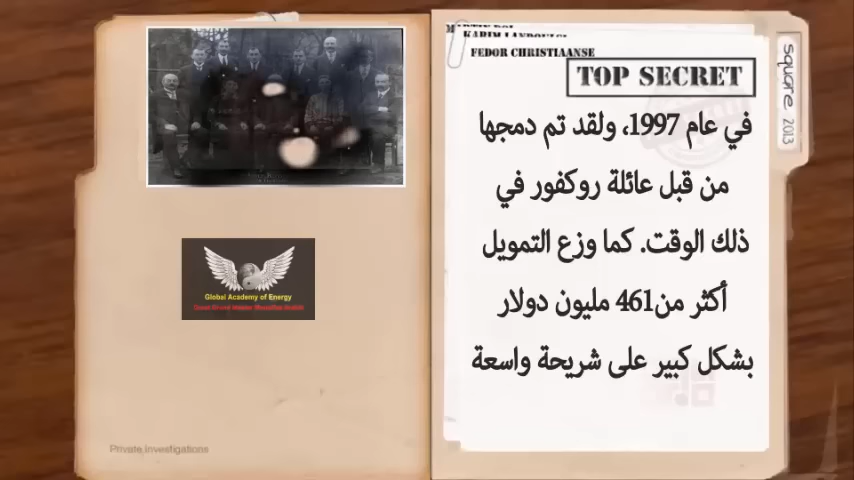 FEDOR CHRISTIAANSE
TOP SECRET
square 2013
في عام 1997، ولقد تم دمجها
من قبل عائلة روكفور في
ذلك الوقت. كما وزع التمويل
أكثر من461 مليون دولار
بشكل كبير على شريحة واسعة
Global Academy of Energy
Private Investigations